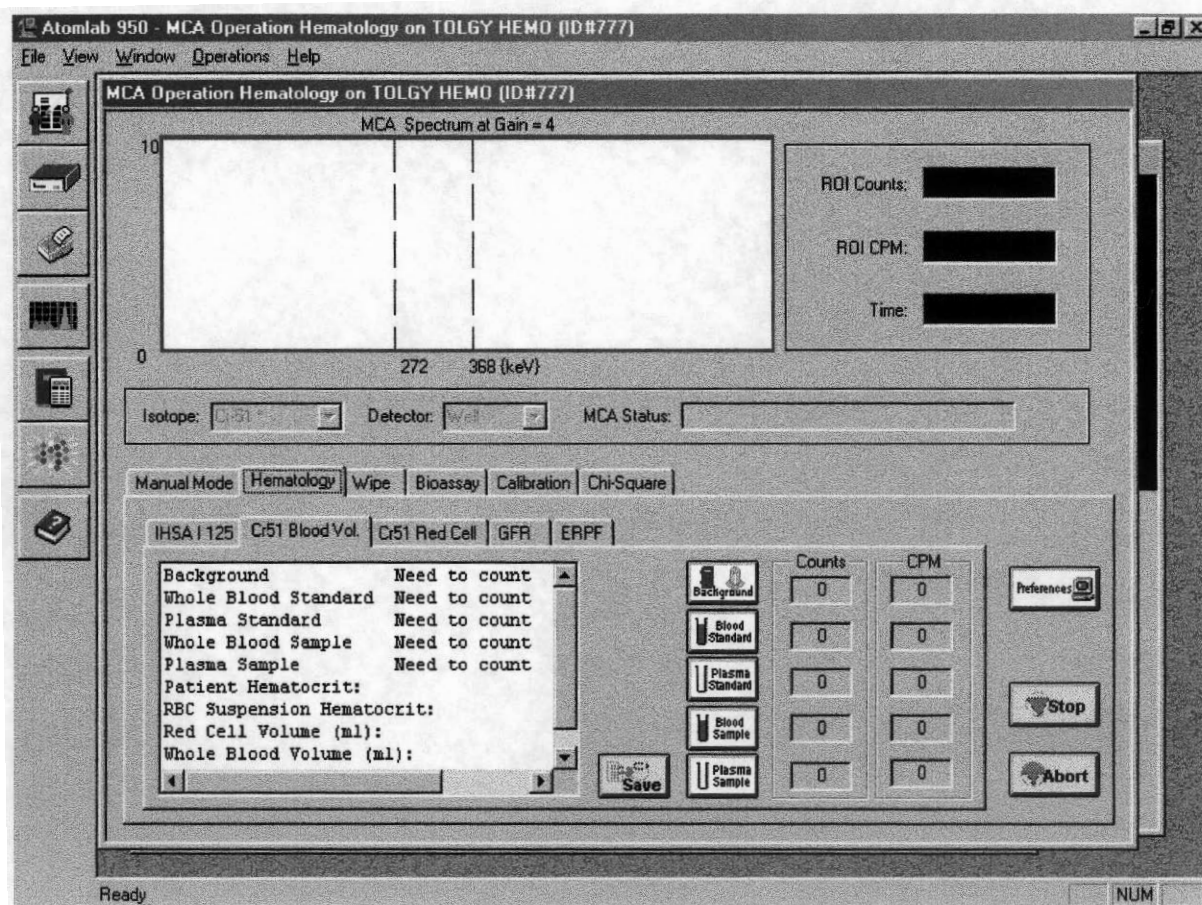 Atomlab 950 - MCA Operation Hematology on TOLGY HEMO (ID#777)
File View Window Operations Help
MCA Operation Hematology on TOLGY HEMO (ID#777)
MCA Spectrum at Gain = 4
10
0
272 368 {keV}
ROI Counts:
ROI CPM:
Time:
Isotope: Cr-51 * Detector: Well MCA Status:
Manual Mode Hematology Wipe Bioassay Calibration Chi-Square
IHSA I 125 Cr51 Blood Vol. Cr51 Red Cell GFR ERPF
Background Need to count
Whole Blood Standard Need to count
Plasma Standard Need to count
Whole Blood Sample Need to count
Plasma Sample Need to count
Patient Hematocrit:
RBC Suspension Hematocrit:
Red Cell Volume (ml):
Whole Blood Volume (ml):
Save
Counts CPM
Background 0 0
Blood Standard 0 0
Plasma Standard 0 0
Blood Sample 0 0
Plasma Sample 0 0
Preferences
Stop
Abort
Ready NUM